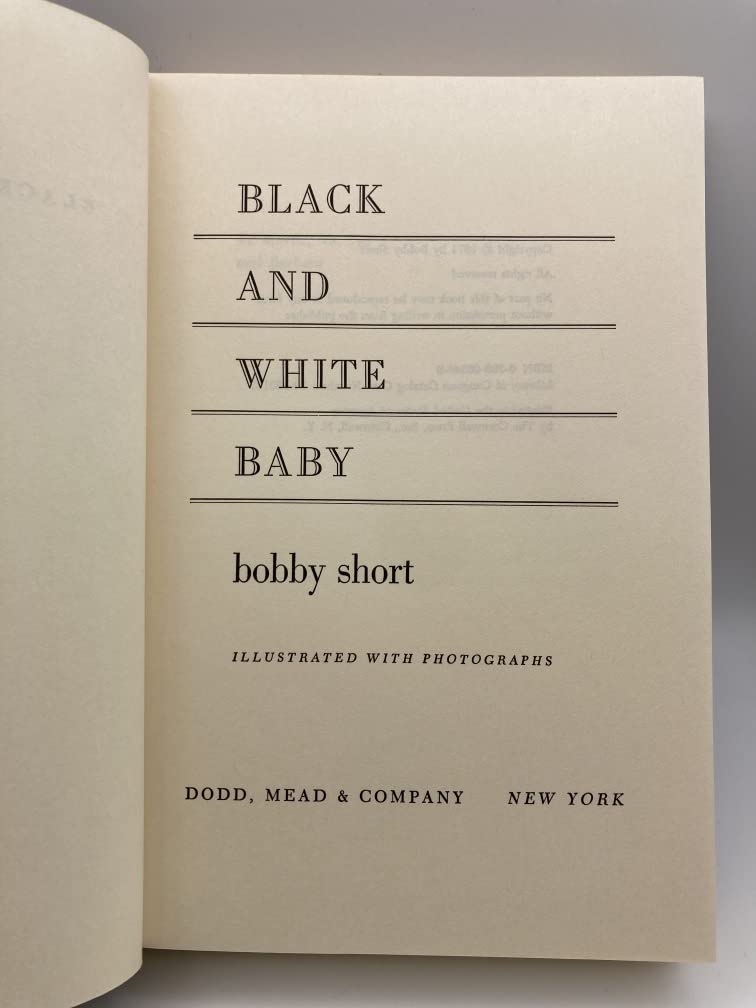 BLACK
AND
WHITE
BABY
bobby short
ILLUSTRATED WITH PHOTOGRAPHS
DODD, MEAD & COMPANY NEW YORK